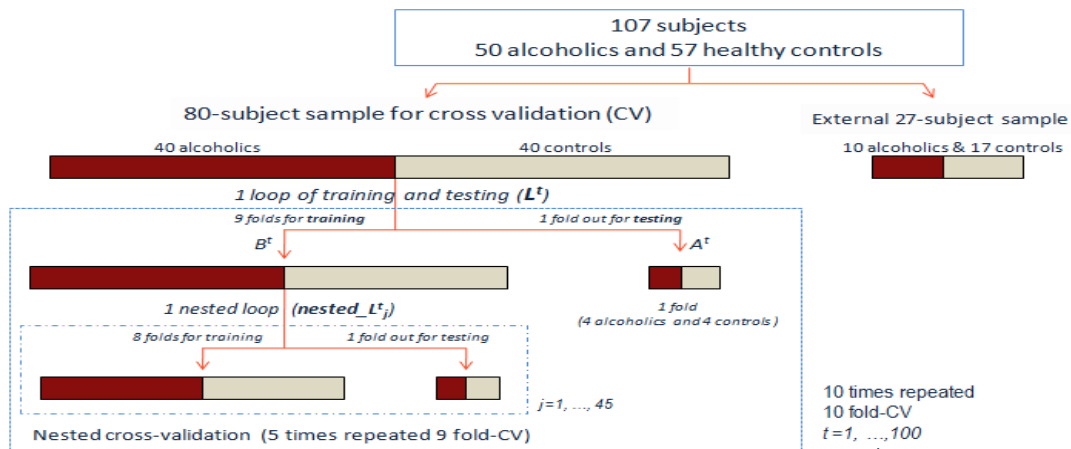 107 subjects
50 alcoholics and 57 healthy controls
80-subject sample for cross validation (CV)
External 27-subject sample
40 alcoholics
40 controls
10 alcoholics & 17 controls
1 loop of training and testing (Lᵗ)
9 folds for training
1 fold out for testing
Bᵗ
Aᵗ
1 nested loop (nested_Lᵗⱼ)
1 fold
(4 alcoholics and 4 controls)
8 folds for training
1 fold out for testing
j=1, ..., 45
Nested cross-validation (5 times repeated 9 fold-CV)
10 times repeated
10 fold-CV
t=1, ...,100